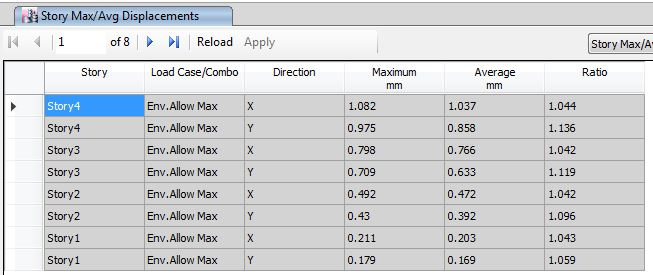 Story Max/Avg Displacements
1 of 8 Reload Apply Story Max/Av
Story Load Case/Combo Direction Maximum mm Average mm Ratio
Story4 Env.Allow Max X 1.082 1.037 1.044
Story4 Env.Allow Max Y 0.975 0.858 1.136
Story3 Env.Allow Max X 0.798 0.766 1.042
Story3 Env.Allow Max Y 0.709 0.633 1.119
Story2 Env.Allow Max X 0.492 0.472 1.042
Story2 Env.Allow Max Y 0.43 0.392 1.096
Story1 Env.Allow Max X 0.211 0.203 1.043
Story1 Env.Allow Max Y 0.179 0.169 1.059